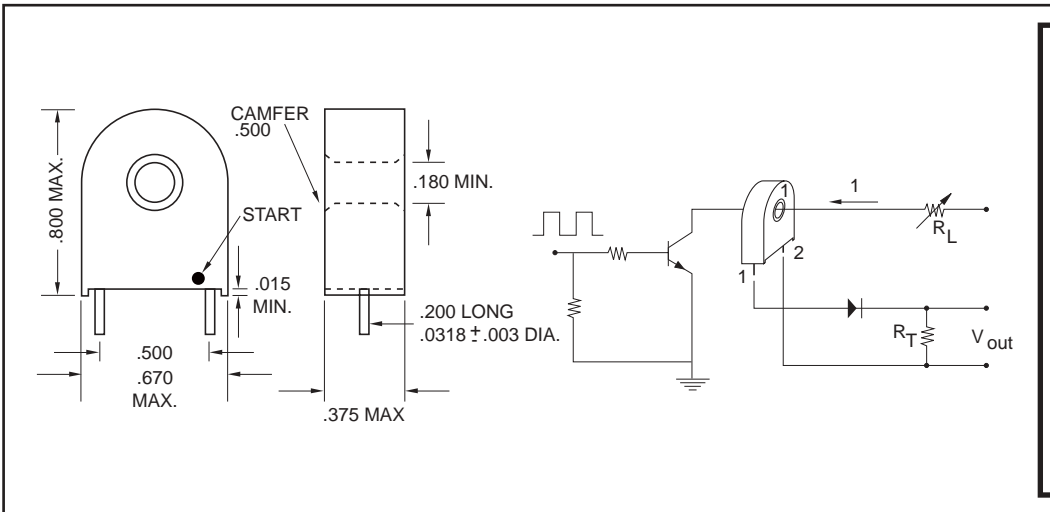 .800 MAX.
START
.015
MIN.
.500
.670
MAX.
CAMFER
.500
.180 MIN.
.200 LONG
.0318 ± .003 DIA.
.375 MAX
1
1
2
1
R_L
R_T
V_out